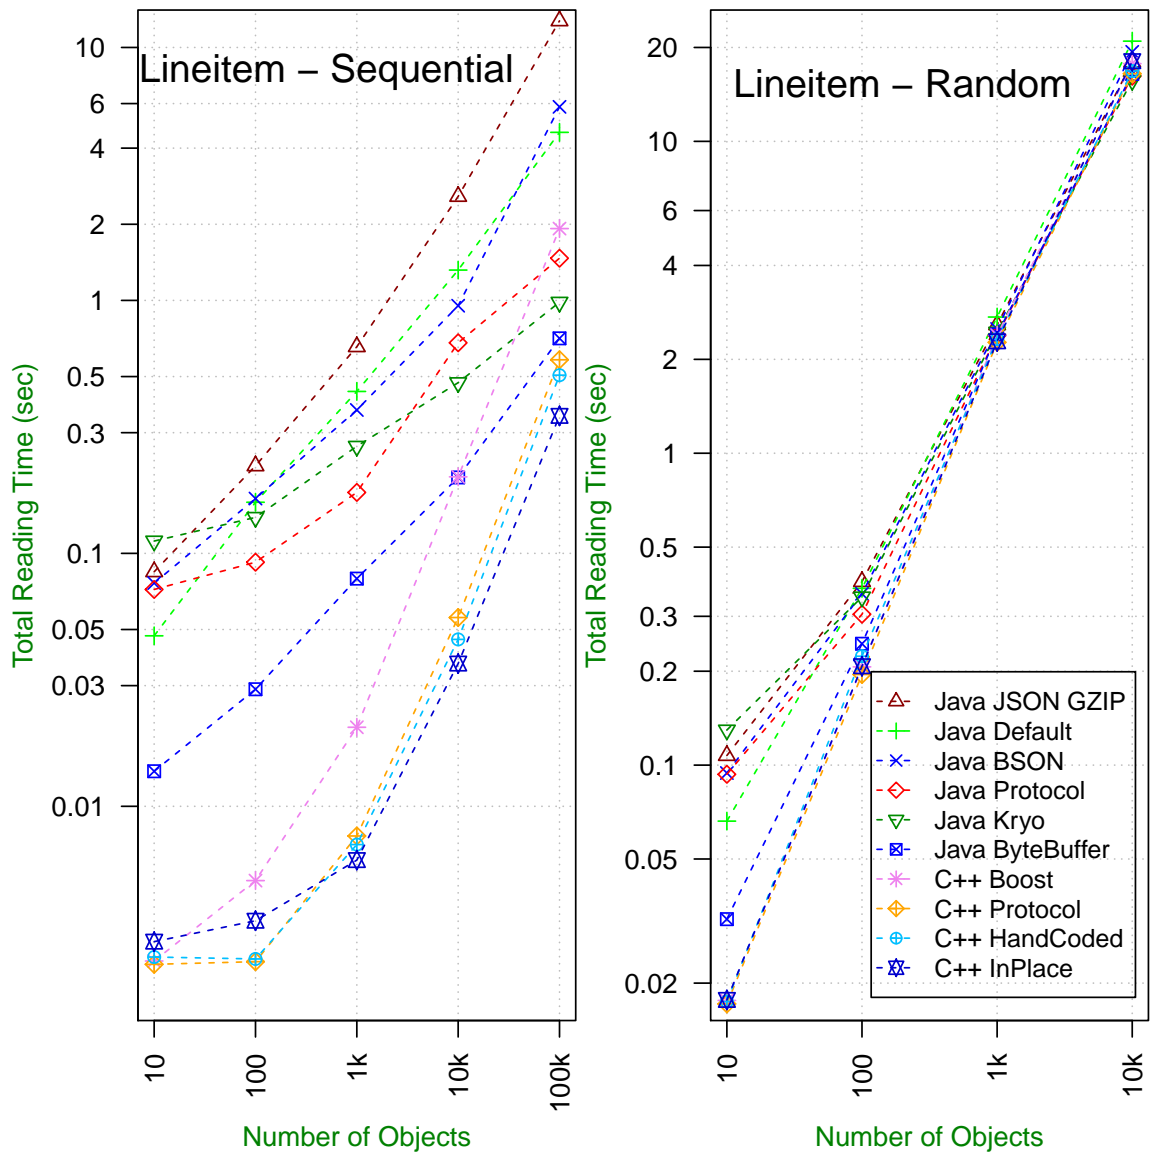 Lineitem – Sequential
10
6
4
2
1
0.5
0.3
0.1
0.05
0.03
0.01
Total Reading Time (sec)
10
100
1k
10k
100k
Number of Objects
Lineitem – Random
20
10
6
4
2
1
0.5
0.3
0.2
0.1
0.05
0.02
Total Reading Time (sec)
Java JSON GZIP
Java Default
Java BSON
Java Protocol
Java Kryo
Java ByteBuffer
C++ Boost
C++ Protocol
C++ HandCoded
C++ InPlace
10
100
1k
10k
Number of Objects